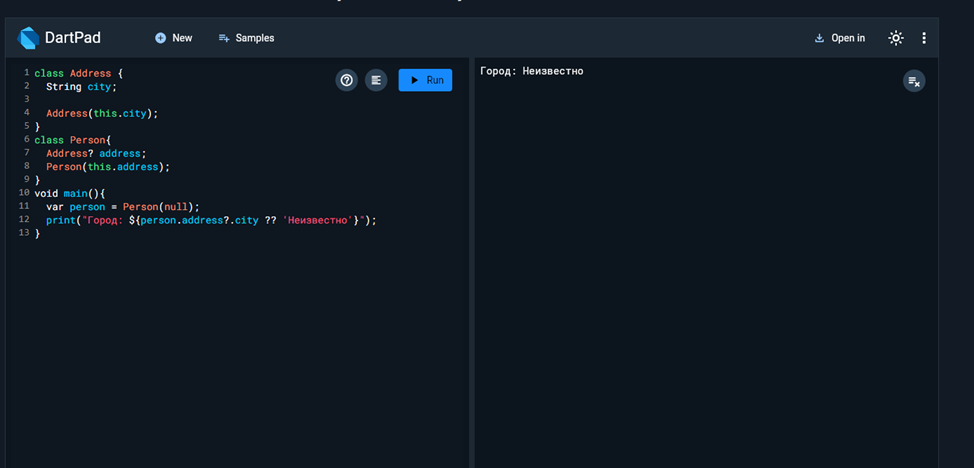 DartPad
New
Samples
Open in
1 class Address {
2 String city;
3
4 Address(this.city);
5 }
6 class Person{
7 Address? address;
8 Person(this.address);
9 }
10 void main(){
11 var person = Person(null);
12 print("Город: ${person.address?.city ?? 'Неизвестно'}");
13 }
Run
Город: Неизвестно